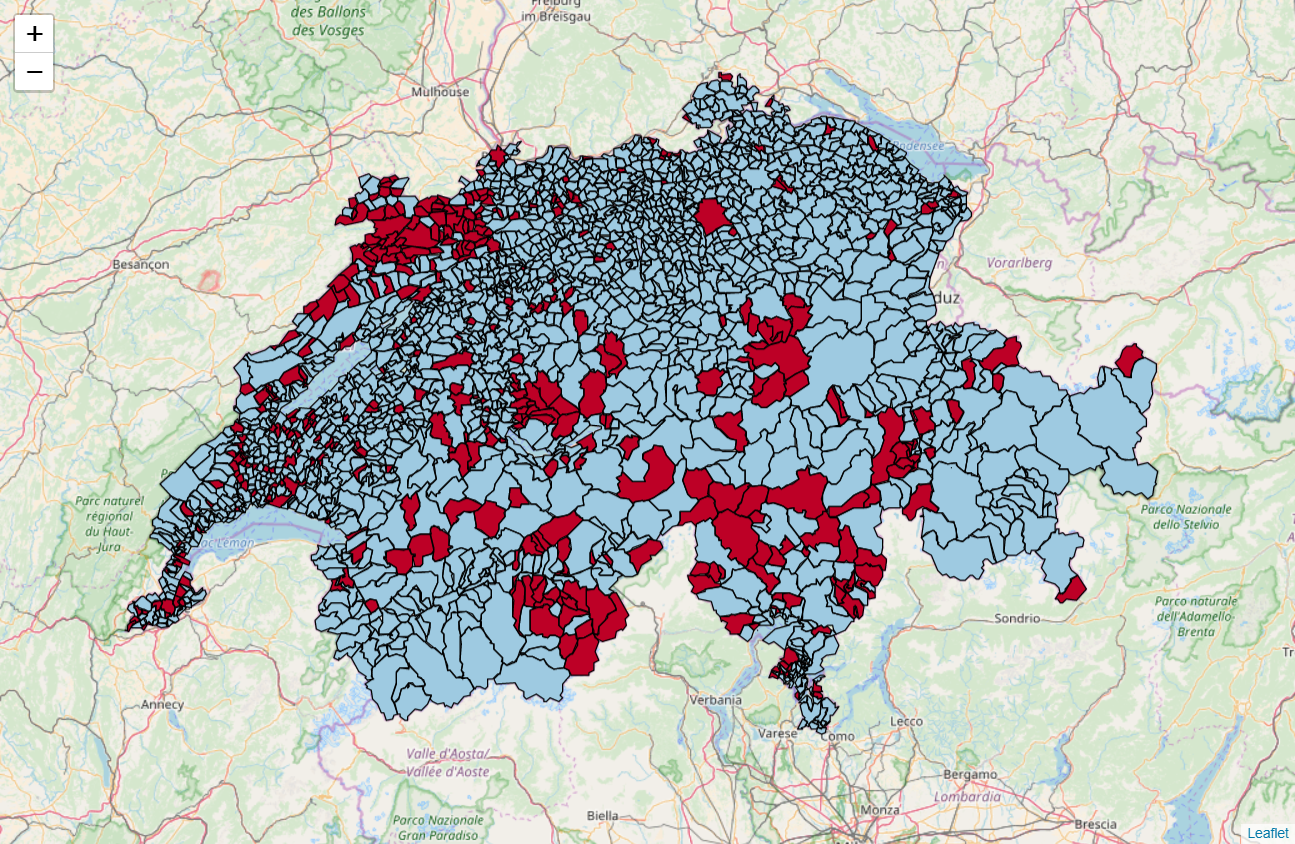 +
−
des Ballons
des Vosges
im Breisgau
Mulhouse
Besançon
Bodensee
Vorarlberg
duz
Parc naturel
régional
du Haut-
Jura
Lac Léman
Parco Nazionale
dello Stelvio
Parco naturale
dell'Adamello-
Brenta
Sondrio
Annecy
Verbania
Lecco
Varese
Como
Valle d'Aosta/
Vallée d'Aoste
Bergamo
Lombardia
Biella
Monza
Parco Nazionale
Gran Paradiso
Brescia
Leaflet